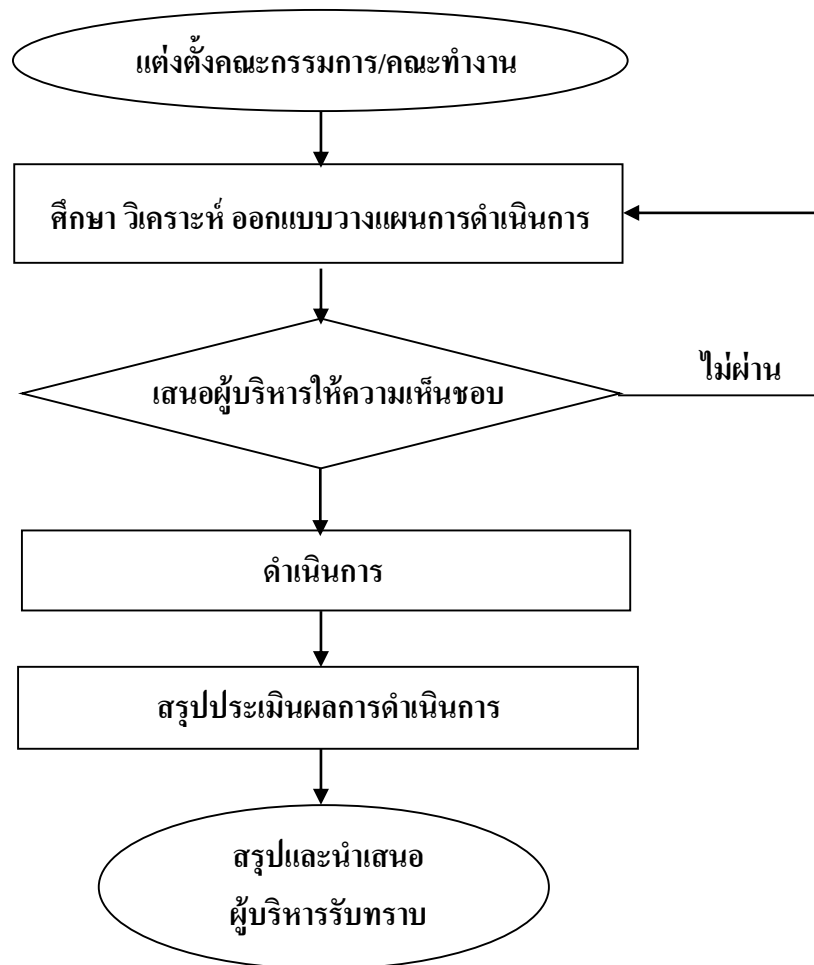 แต่งตั้งคณะกรรมการ/คณะทำงาน
ศึกษา วิเคราะห์ ออกแบบวางแผนการดำเนินการ
ไม่ผ่าน
เสนอผู้บริหารให้ความเห็นชอบ
ดำเนินการ
สรุปประเมินผลการดำเนินการ
สรุปและนำเสนอ
ผู้บริหารรับทราบ